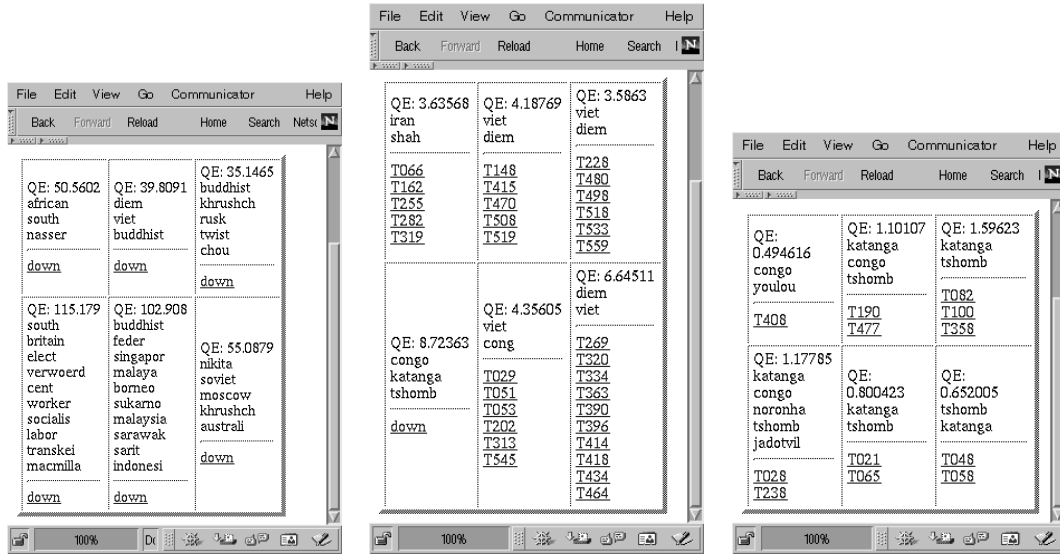 File Edit View Go Communicator Help
Back Forward Reload Home Search Netsc
QE: 50.5602
african
south
nasser
down
QE: 39.8091
diem
viet
buddhist
down
QE: 35.1465
buddhist
khrushch
rusk
twist
chou
down
QE: 115.179
south
britain
elect
verwoerd
cent
worker
socialis
labor
transkei
macmilla
down
QE: 102.908
buddhist
feder
singapor
malaya
borneo
sukarno
malaysia
sarawak
sarit
indonesi
down
QE: 55.0879
nikita
soviet
moscow
khrushch
australi
down
100%
File Edit View Go Communicator Help
Back Forward Reload Home Search
QE: 3.63568
iran
shah
T066
T162
T255
T282
T319
QE: 4.18769
viet
diem
T148
T415
T470
T508
T519
QE: 3.5863
viet
diem
T228
T480
T498
T518
T533
T559
QE: 8.72363
congo
katanga
tshomb
down
QE: 4.35605
viet
cong
T029
T051
T053
T202
T313
T545
QE: 6.64511
diem
viet
T269
T320
T334
T363
T390
T396
T414
T418
T434
T464
100%
File Edit View Go Communicator Help
Back Forward Reload Home Search
QE:
0.494616
congo
youlou
T408
QE: 1.10107
katanga
congo
tshomb
T190
T477
QE: 1.59623
katanga
tshomb
T082
T100
T358
QE: 1.17785
katanga
congo
noronha
tshomb
jadotvil
T028
T238
QE:
0.800423
katanga
tshomb
T021
T065
QE:
0.652005
tshomb
katanga
T048
T058
100%